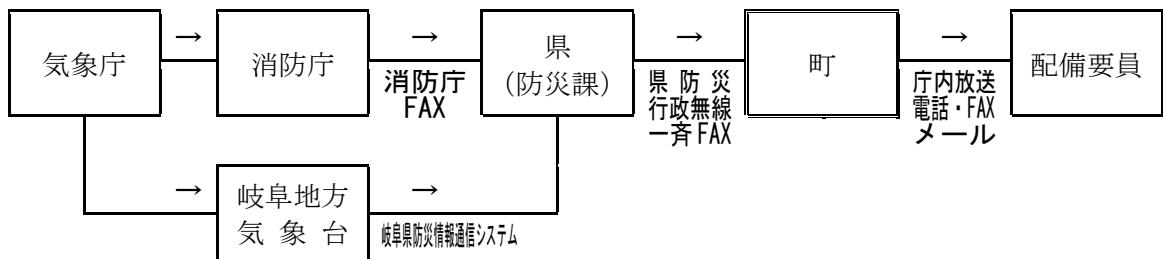 気象庁
→
消防庁
→
消防庁
FAX
県
(防災課)
→
県防災
行政無線
一斉FAX
町
→
庁内放送
電話・FAX
メール
配備要員
→
岐阜地方
気象台
→
岐阜県防災情報通信システム